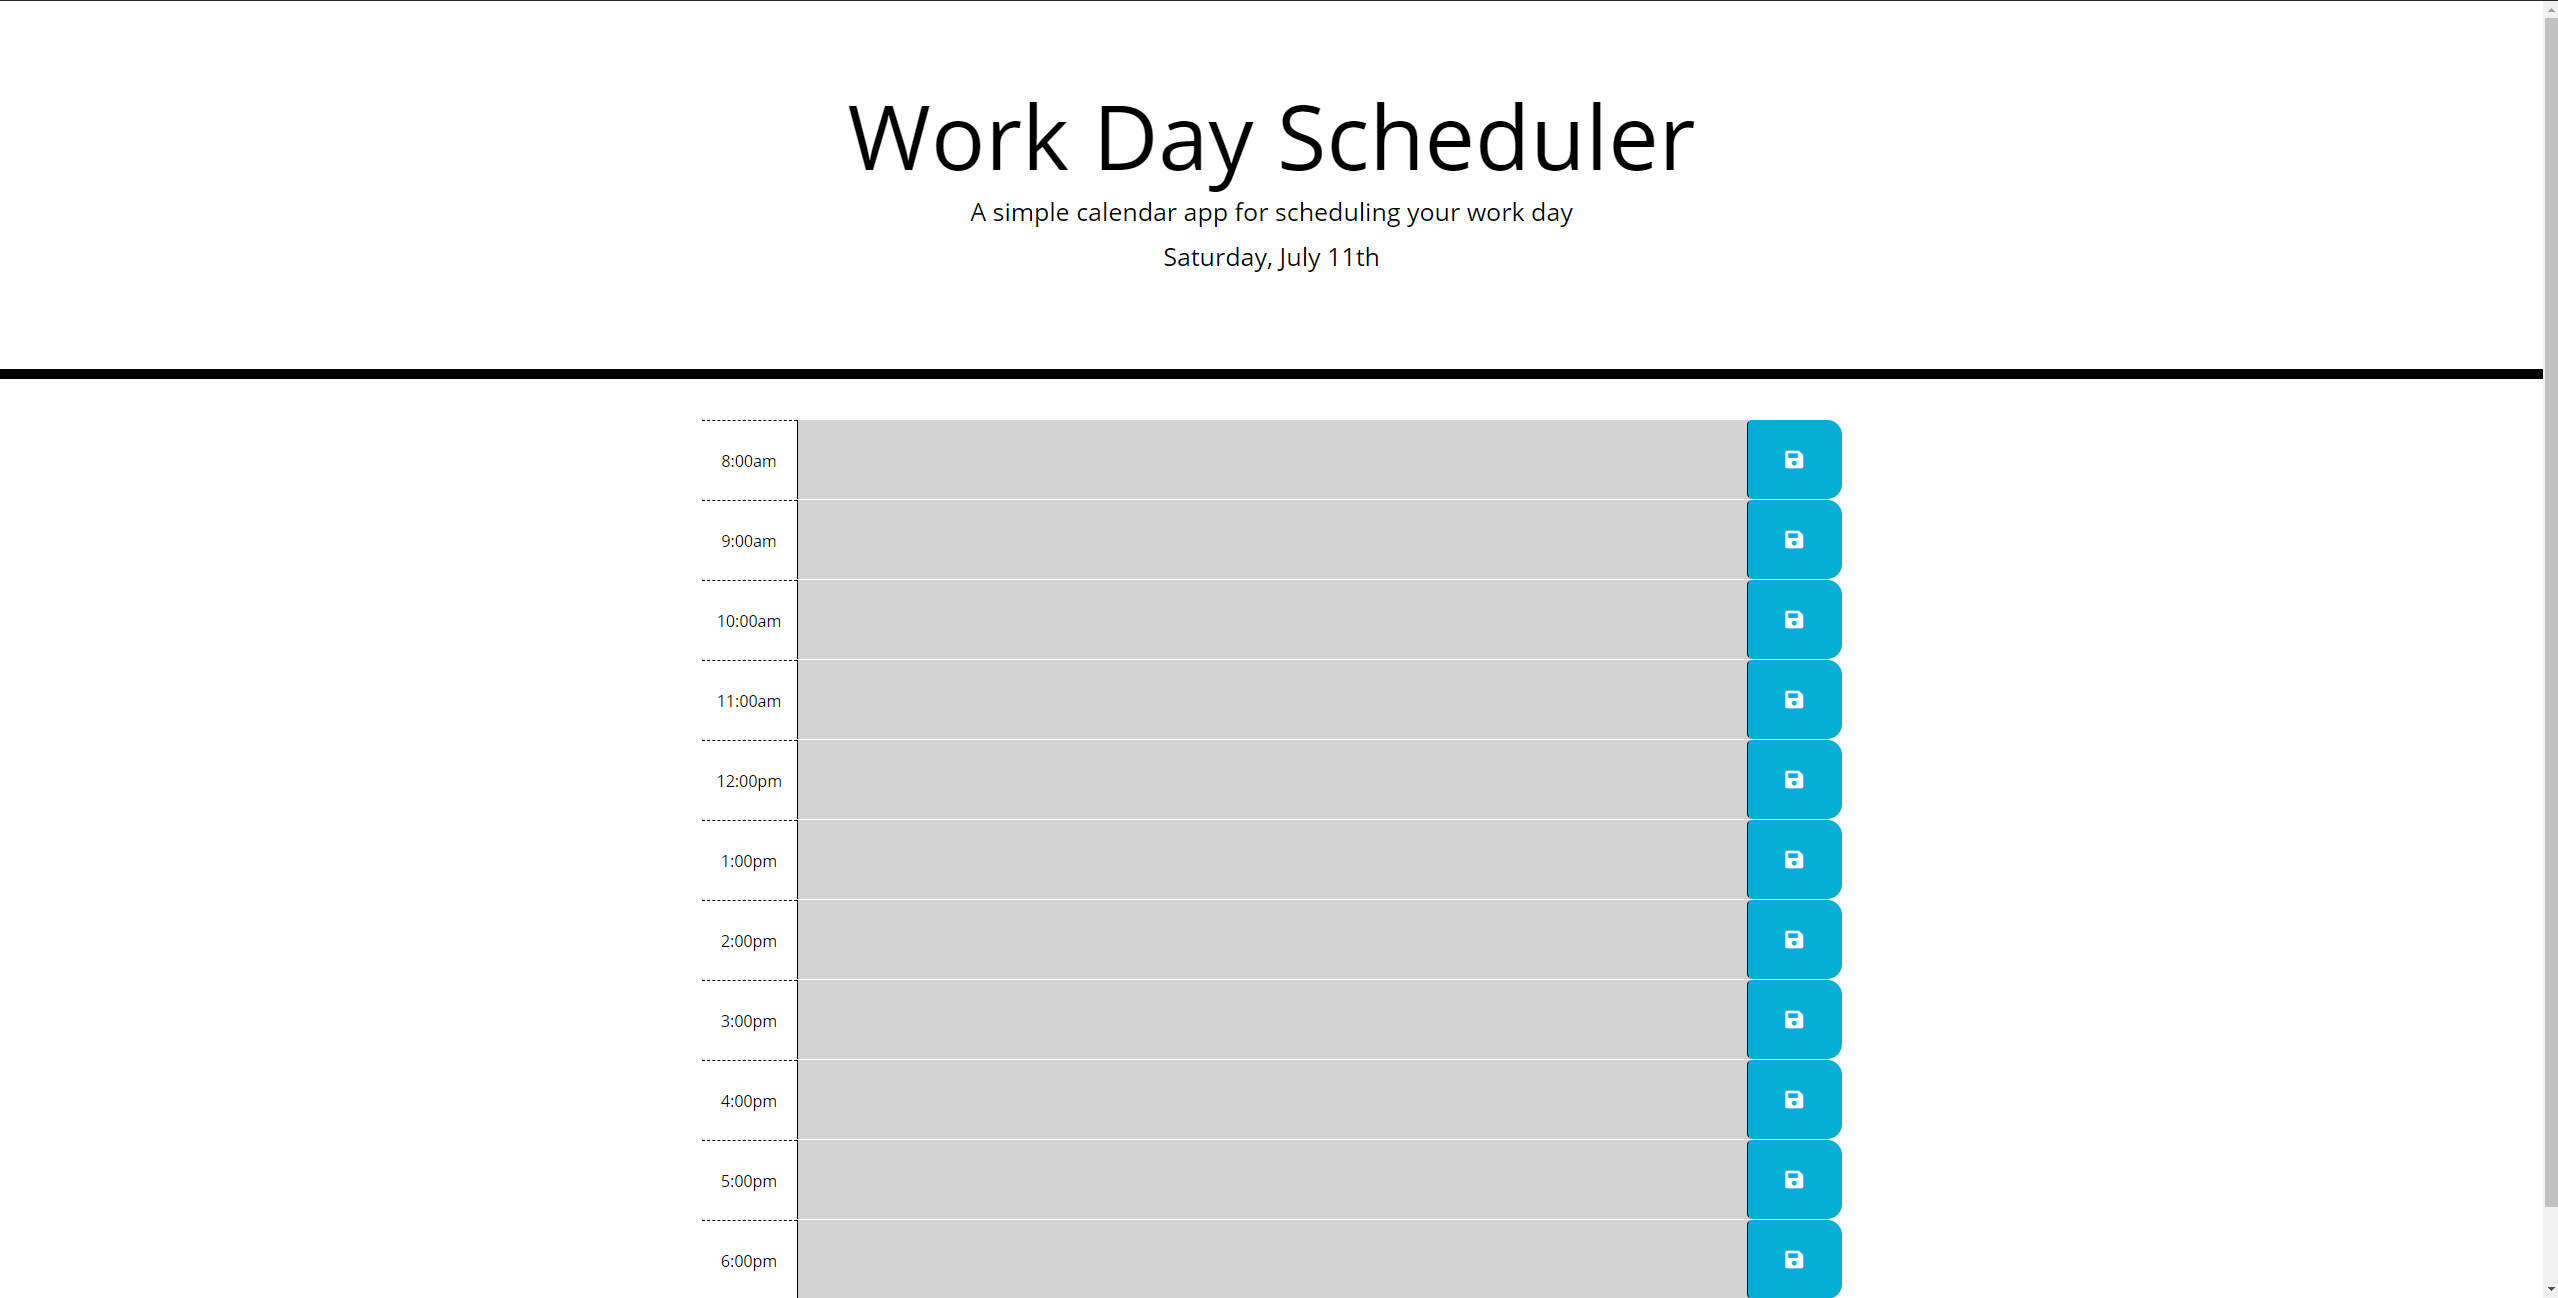 Work Day Scheduler
A simple calendar app for scheduling your work day
Saturday, July 11th
8:00am
9:00am
10:00am
11:00am
12:00pm
1:00pm
2:00pm
3:00pm
4:00pm
5:00pm
6:00pm